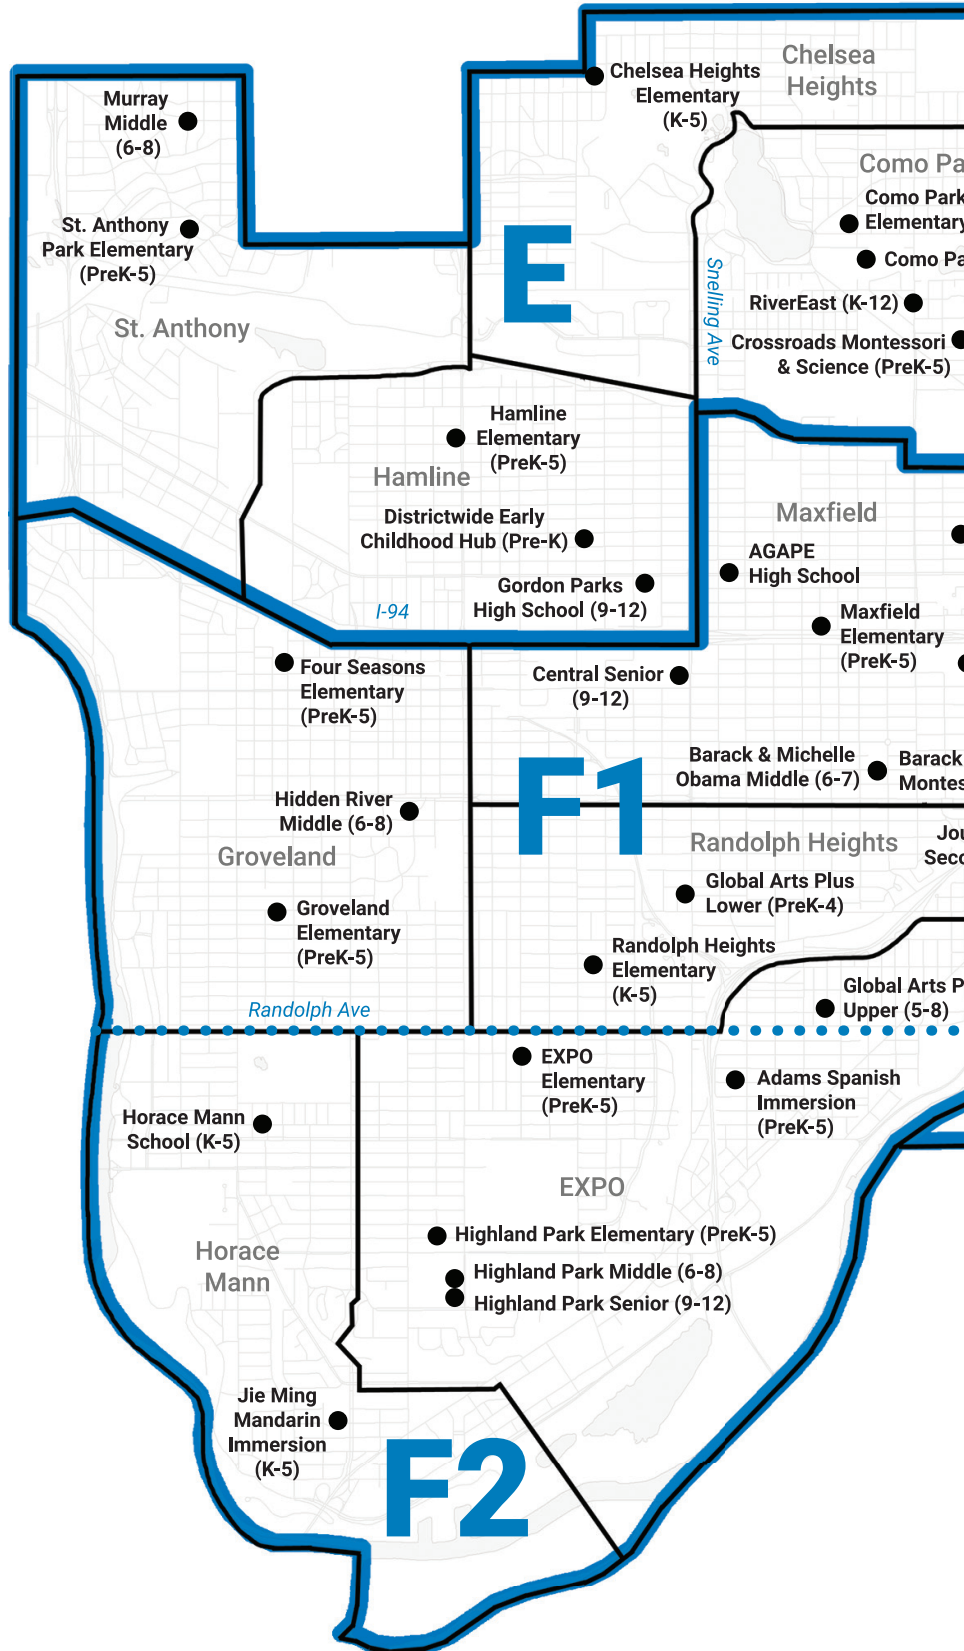 Chelsea
Heights
Murray
Middle
(6-8)
Chelsea Heights
Elementary
(K-5)
Como Pa
Como Park
Elementary
St. Anthony
Park Elementary
(PreK-5)
E
Como Pa
Snelling Ave
RiverEast (K-12)
St. Anthony
Crossroads Montessori
& Science (PreK-5)
Hamline
Elementary
(PreK-5)
Hamline
Maxfield
Districtwide Early
Childhood Hub (Pre-K)
AGAPE
High School
Gordon Parks
High School (9-12)
I-94
Maxfield
Elementary
(PreK-5)
Four Seasons
Elementary
(PreK-5)
Central Senior
(9-12)
Barack & Michelle
Obama Middle (6-7)
Barack
Montes
F1
Hidden River
Middle (6-8)
Groveland
Randolph Heights
Jou
Seco
Global Arts Plus
Lower (PreK-4)
Groveland
Elementary
(PreK-5)
Randolph Heights
Elementary
(K-5)
Global Arts P
Upper (5-8)
Randolph Ave
EXPO
Elementary
(PreK-5)
Adams Spanish
Immersion
(PreK-5)
Horace Mann
School (K-5)
EXPO
Highland Park Elementary (PreK-5)
Horace
Mann
Highland Park Middle (6-8)
Highland Park Senior (9-12)
Jie Ming
Mandarin
Immersion
(K-5)
F2